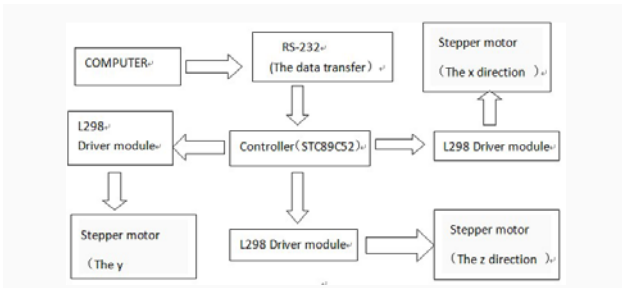 COMPUTER
RS-232
(The data transfer)
Stepper motor
(The x direction )
L298
Driver module
Controller(STC89C52)
L298 Driver module
Stepper motor
(The y
L298 Driver module
Stepper motor
(The z direction )